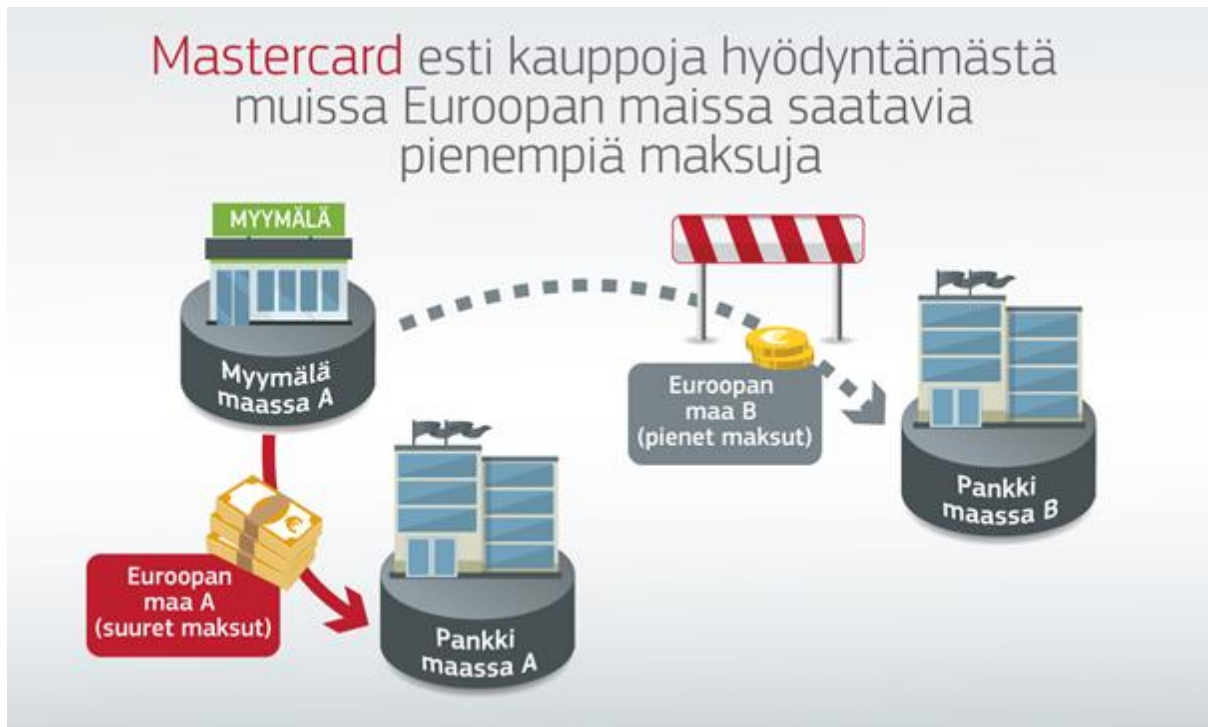 Mastercard esti kauppoja hyödyntämästä
muissa Euroopan maissa saatavia
pienempiä maksuja
MYYMÄLÄ
Myymälä
maassa A
Euroopan
maa B
(pienet maksut)
Pankki
maassa B
Euroopan
maa A
(suuret maksut)
Pankki
maassa A